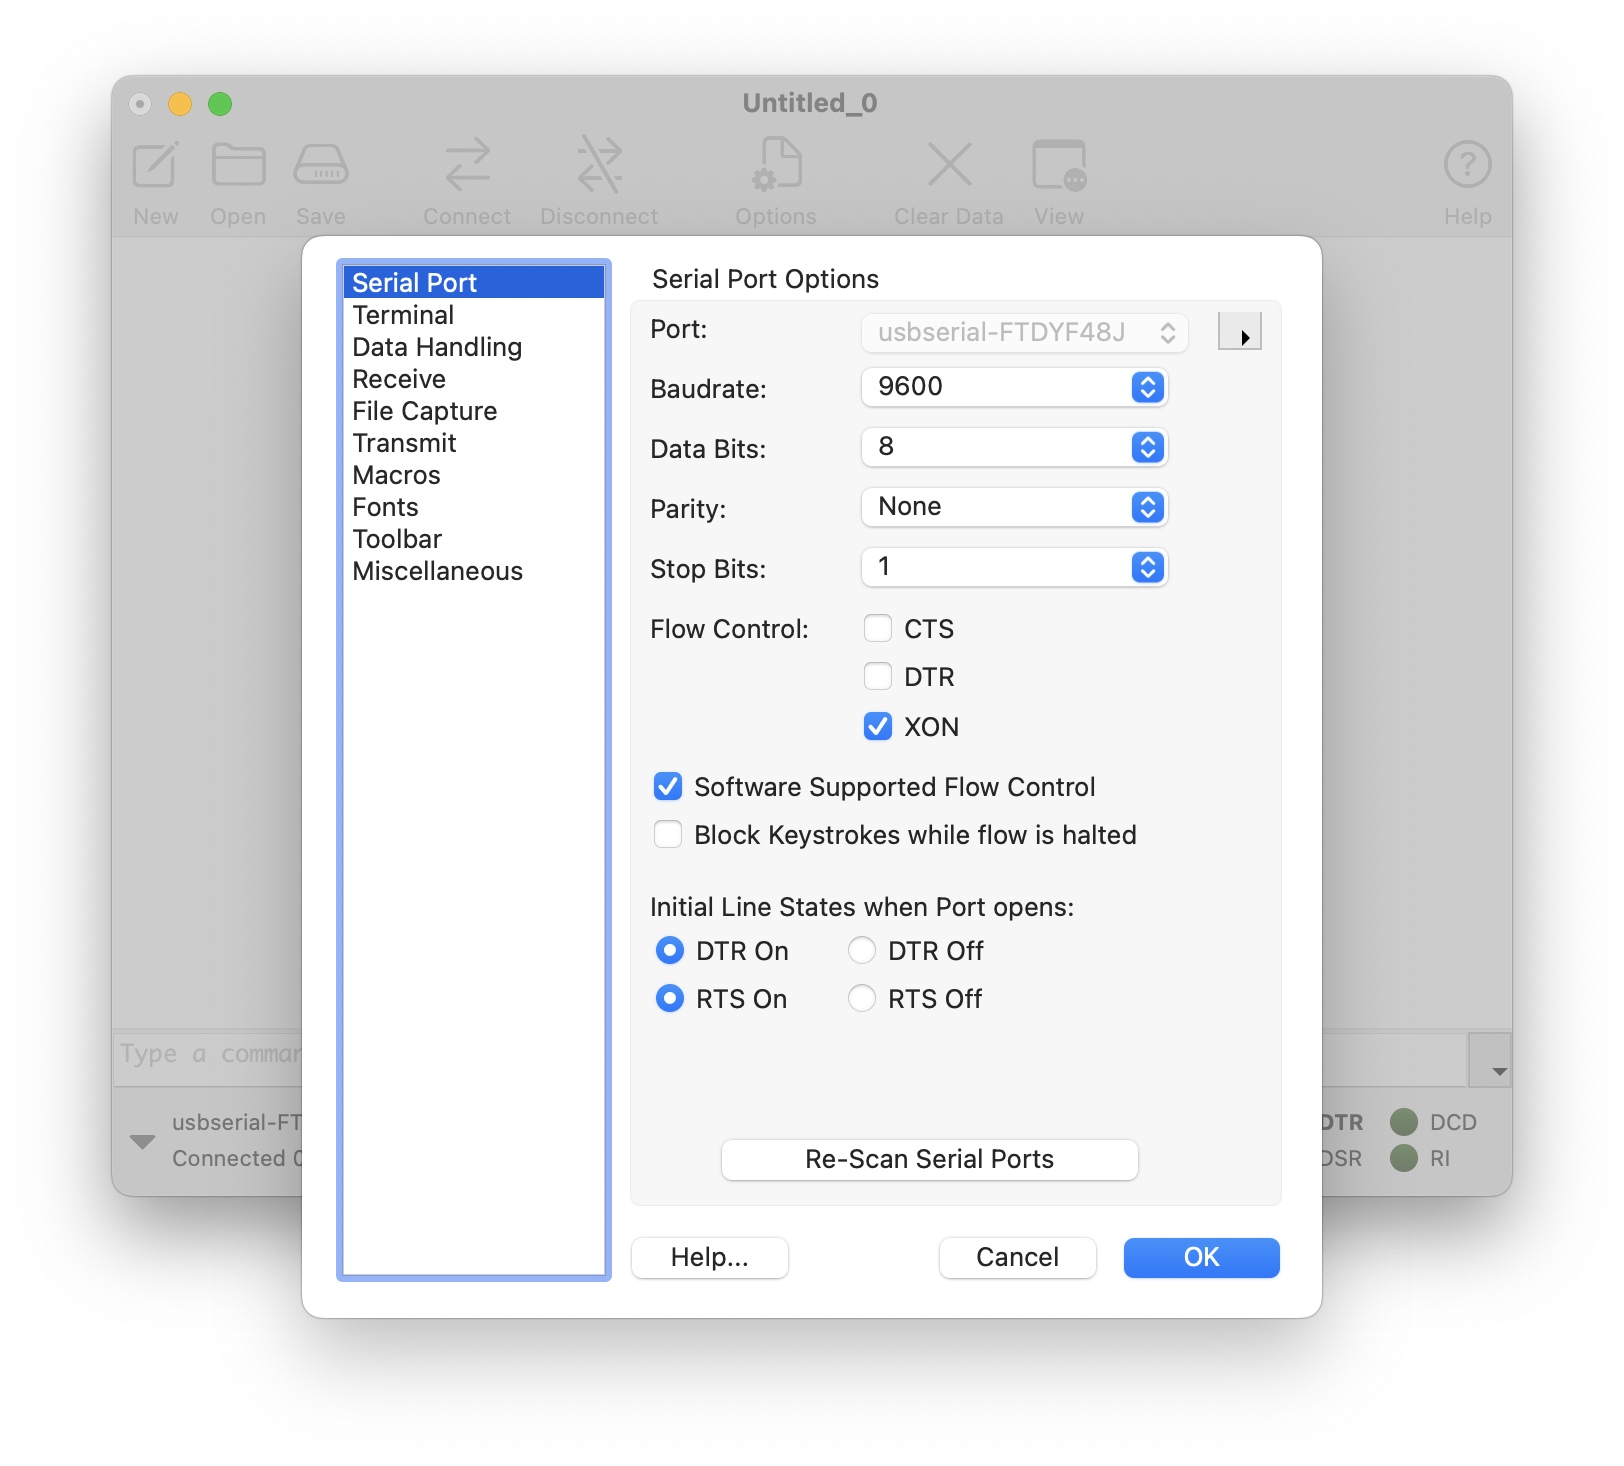 Untitled_0
New Open Save Connect Disconnect Options Clear Data View Help
Serial Port
Terminal
Data Handling
Receive
File Capture
Transmit
Macros
Fonts
Toolbar
Miscellaneous
Serial Port Options
Port: usbserial-FTDYF48J
Baudrate: 9600
Data Bits: 8
Parity: None
Stop Bits: 1
Flow Control: CTS
DTR
XON
Software Supported Flow Control
Block Keystrokes while flow is halted
Initial Line States when Port opens:
DTR On DTR Off
RTS On RTS Off
Re-Scan Serial Ports
Help... Cancel OK
Type a comman
usbserial-FT DTR DCD
Connected DSR RI